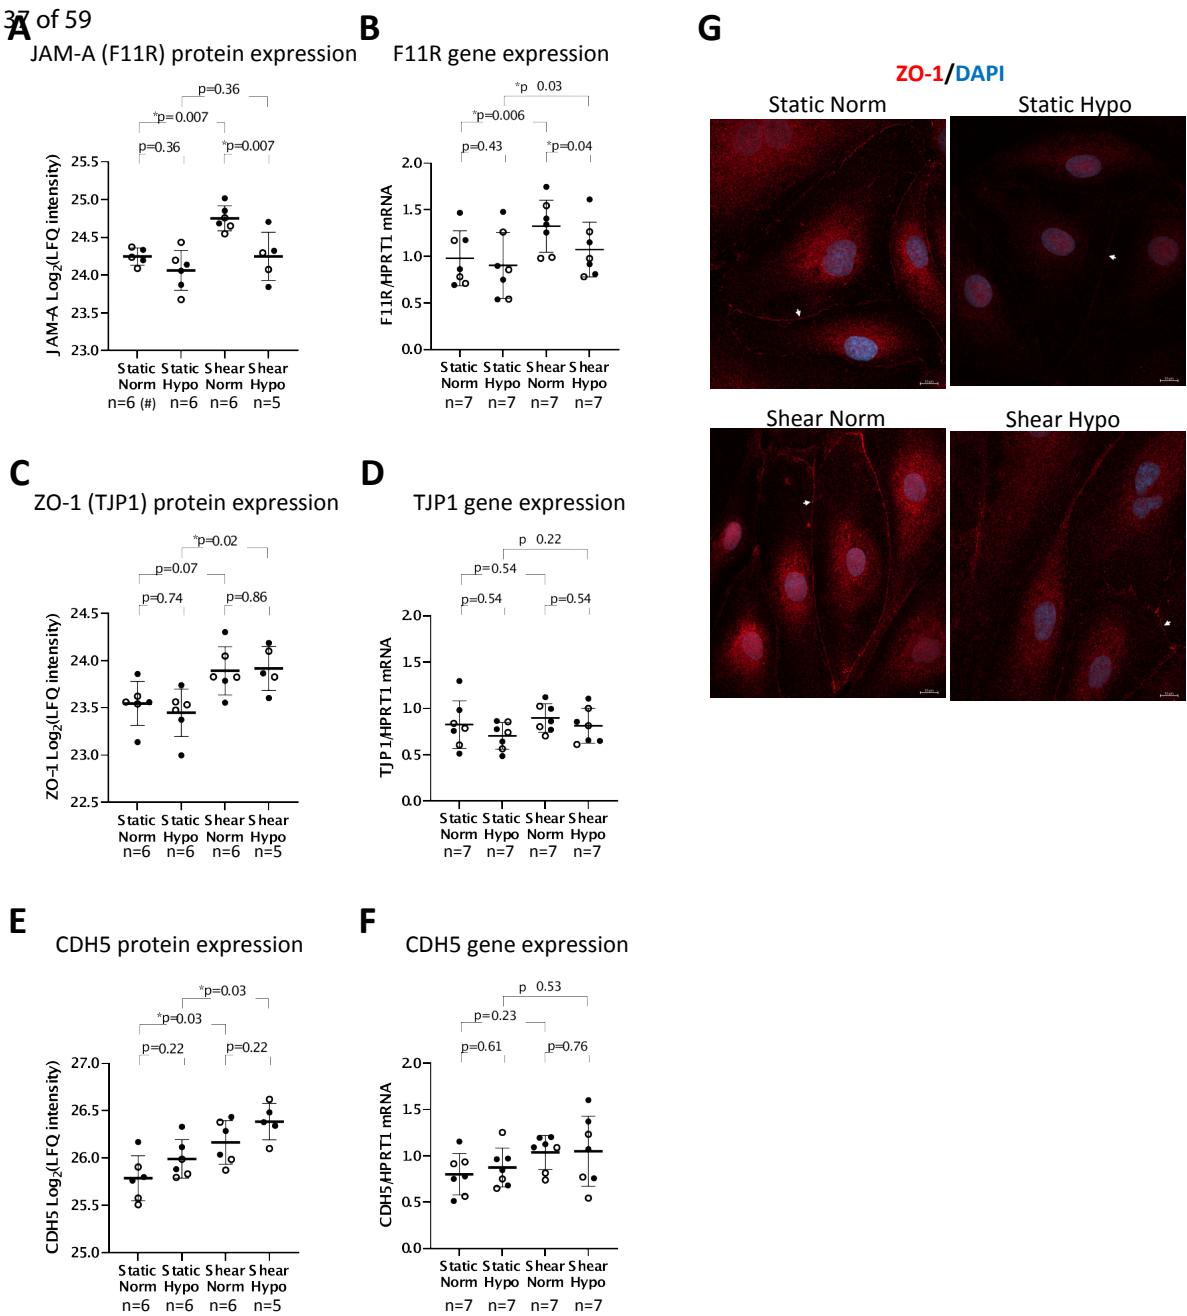 37 of 59
A
JAM-A (F11R) protein expression
p=0.36
*p=0.007
p=0.36
*p=0.007
JAM-A Log2(LFQ intensity)
25.5
25.0
24.5
24.0
23.5
23.0
Static Norm
Static Hypo
Shear Norm
Shear Hypo
n=6 (#)
n=6
n=6
n=5
B
F11R gene expression
*p 0.03
*p=0.006
p=0.43
*p=0.04
F11R/HPRT1 mRNA
2.0
1.5
1.0
0.5
0.0
Static Norm
Static Hypo
Shear Norm
Shear Hypo
n=7
n=7
n=7
n=7
C
ZO-1 (TJP1) protein expression
*p=0.02
p=0.07
p=0.74
p=0.86
ZO-1 Log2(LFQ intensity)
24.5
24.0
23.5
23.0
22.5
Static Norm
Static Hypo
Shear Norm
Shear Hypo
n=6
n=6
n=6
n=5
D
TJP1 gene expression
p 0.22
p=0.54
p=0.54
p=0.54
TJP1/HPRT1 mRNA
2.0
1.5
1.0
0.5
0.0
Static Norm
Static Hypo
Shear Norm
Shear Hypo
n=7
n=7
n=7
n=7
E
CDH5 protein expression
*p=0.03
*p=0.03
p=0.22
p=0.22
CDH5 Log2(LFQ intensity)
27.0
26.5
26.0
25.5
25.0
Static Norm
Static Hypo
Shear Norm
Shear Hypo
n=6
n=6
n=6
n=5
F
CDH5 gene expression
p 0.53
p=0.23
p=0.61
p=0.76
CDH5/HPRT1 mRNA
2.0
1.5
1.0
0.5
0.0
Static Norm
Static Hypo
Shear Norm
Shear Hypo
n=7
n=7
n=7
n=7
G
ZO-1/DAPI
Static Norm
Static Hypo
Shear Norm
Shear Hypo